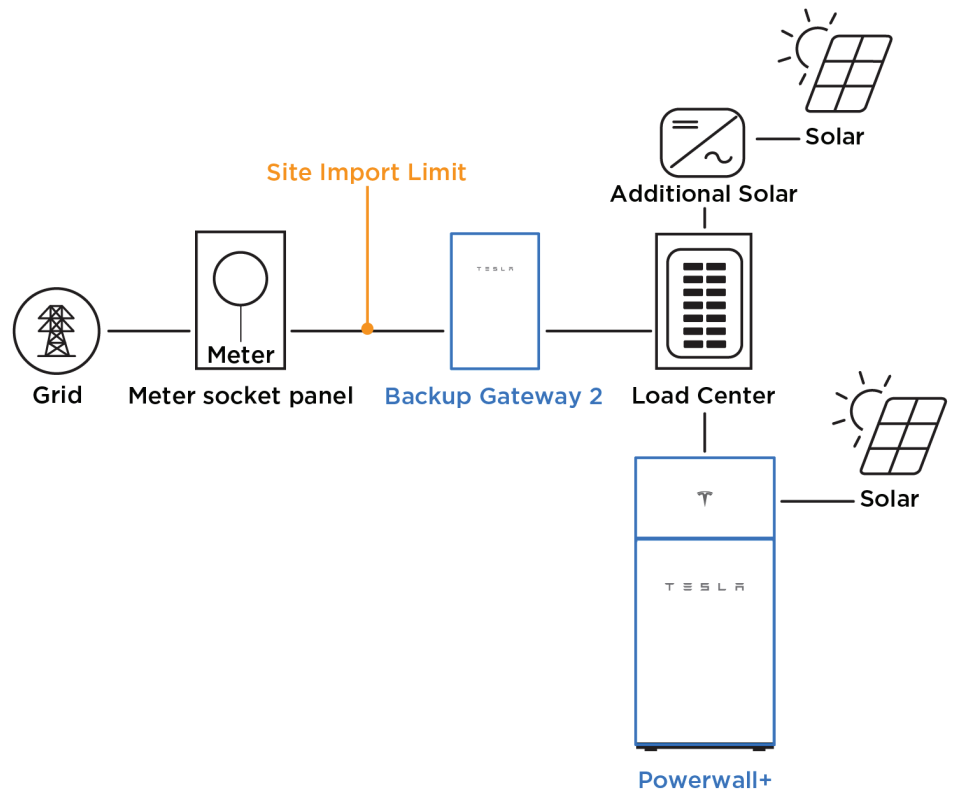 Solar
Additional Solar
Site Import Limit
TESLA
Meter
Grid
Meter socket panel
Backup Gateway 2
Load Center
Solar
TESLA
Powerwall+